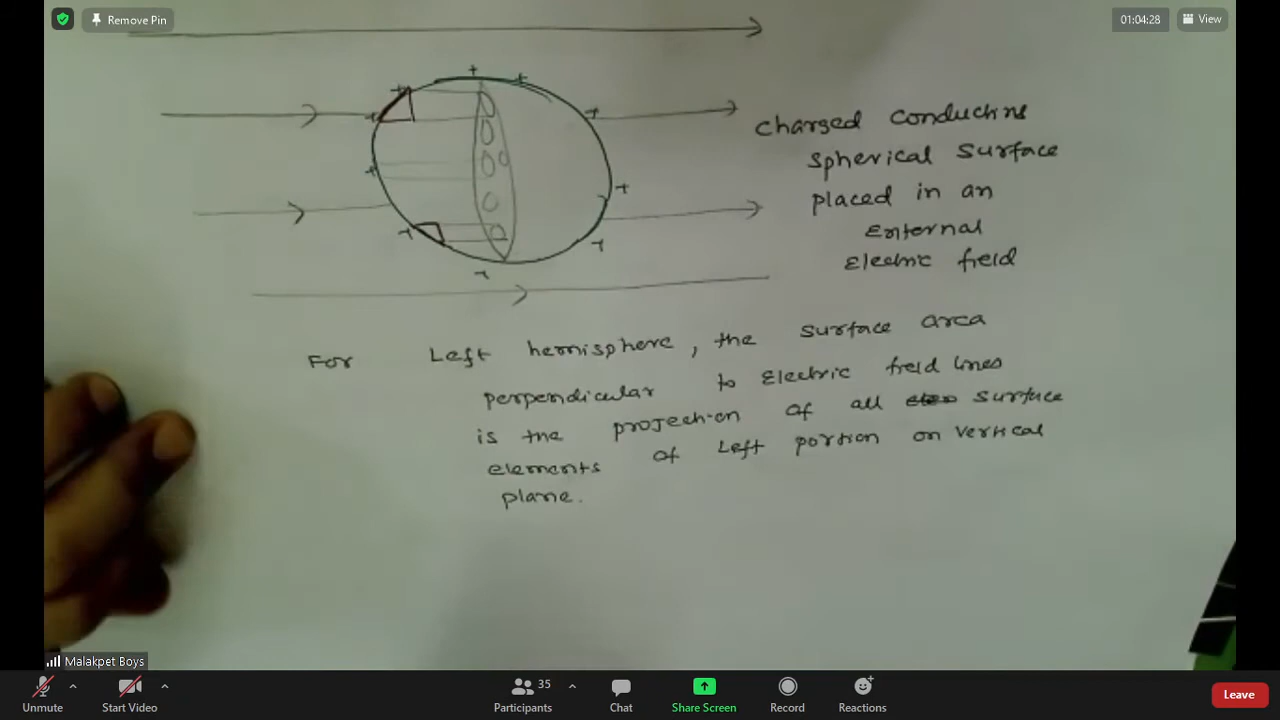 Remove Pin
01:04:28
View
Charged Conducting
Spherical Surface
placed in an
External
Electric field
For Left hemisphere, the surface area
perpendicular to Electric field lines
is the projection of all surface
elements of Left portion on vertical
plane.
Malakpet Boys
Unmute
Start Video
35
Participants
Chat
Share Screen
Record
Reactions
Leave